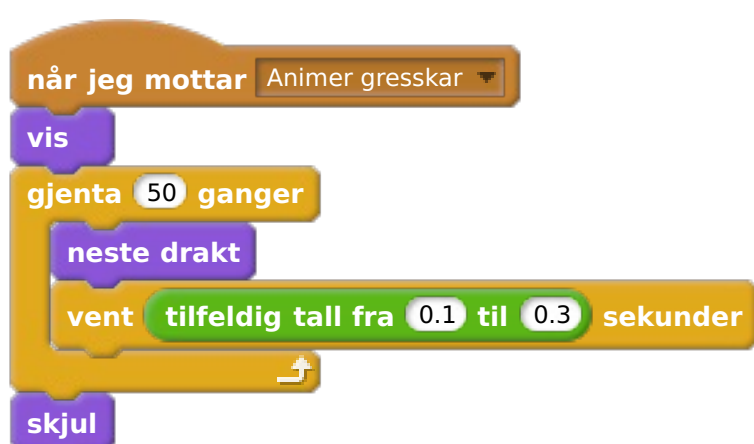 når jeg mottar Animer gresskar
vis
gjenta 50 ganger
neste drakt
vent tilfeldig tall fra 0.1 til 0.3 sekunder
skjul